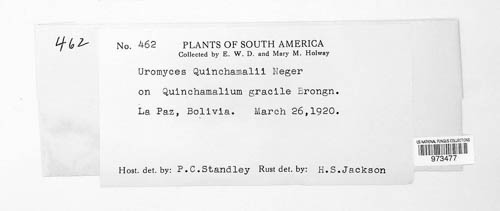 462
No. 462 PLANTS OF SOUTH AMERICA
Collected by E. W. D. and Mary M. Holway
Uromyces Quinchamalii Neger
on Quinchamalium gracile Brongn.
La Paz, Bolivia. March 26,1920.
Host. det. by: P.C.Standley Rust det. by: H.S.Jackson
US NATIONAL FUNGUS COLLECTIONS
973477